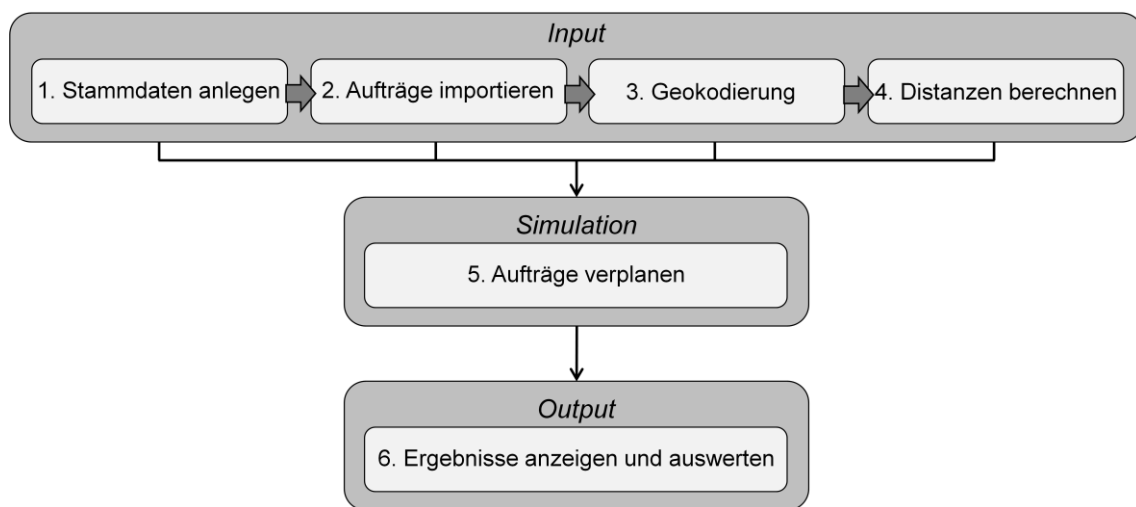 Input
1. Stammdaten anlegen
2. Aufträge importieren
3. Geokodierung
4. Distanzen berechnen
Simulation
5. Aufträge verplanen
Output
6. Ergebnisse anzeigen und auswerten